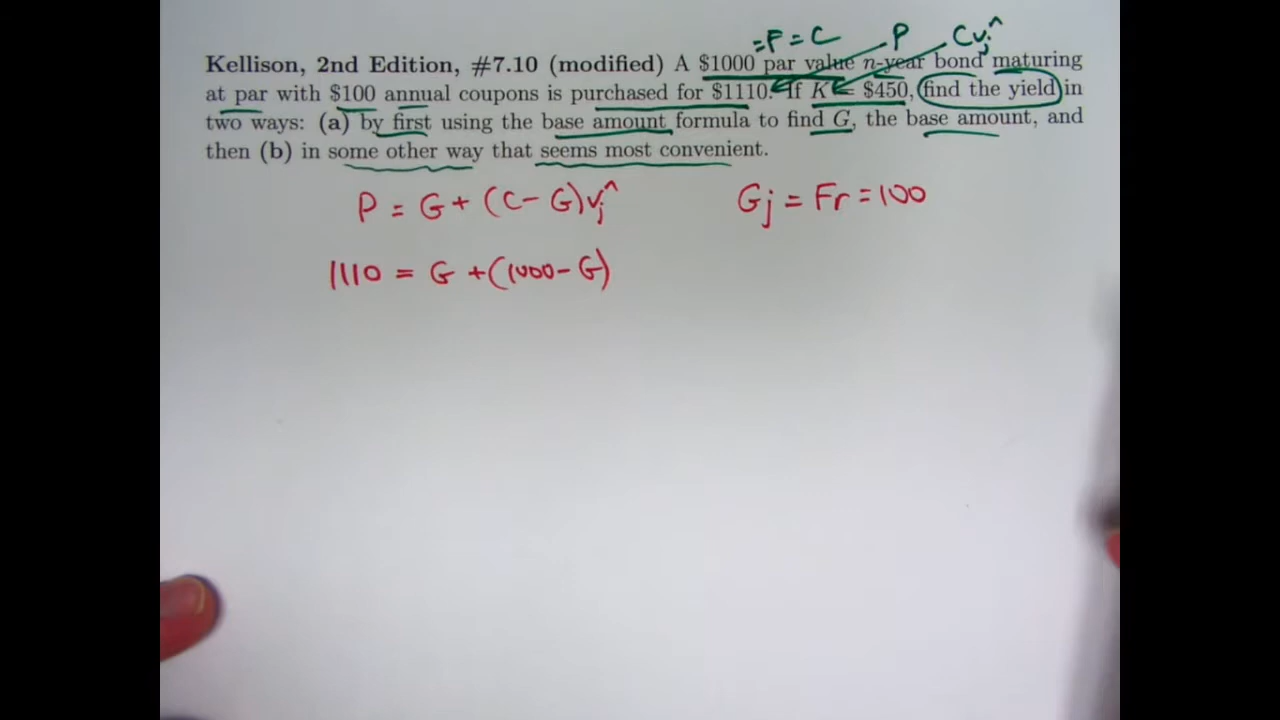 =F = C P Cvⱼⁿ
Kellison, 2nd Edition, #7.10 (modified) A $1000 par value n-year bond maturing
at par with $100 annual coupons is purchased for $1110. If K = $450, find the yield in
two ways: (a) by first using the base amount formula to find G, the base amount, and
then (b) in some other way that seems most convenient.
P = G + (C - G)vⱼⁿ Gj = Fr = 100
1110 = G + (1000 - G)